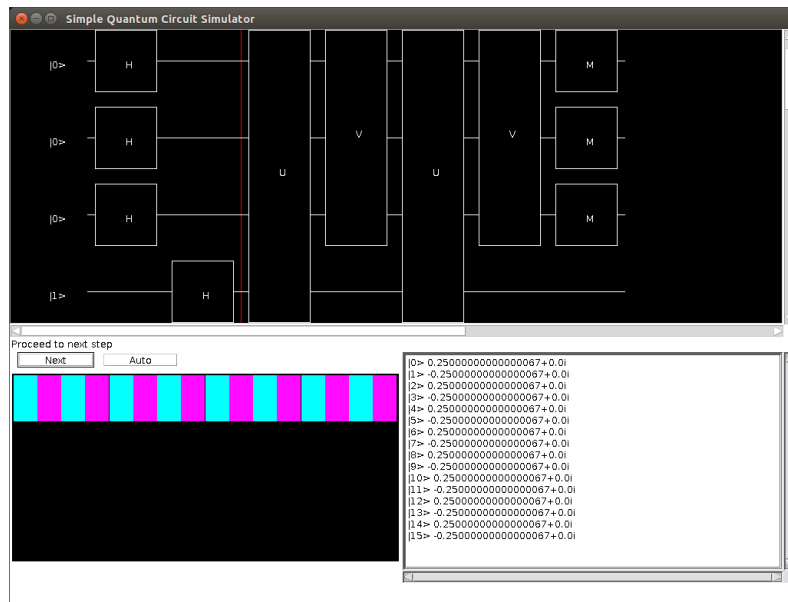 Simple Quantum Circuit Simulator
|0> H U V U V M
|0> H M
|0> H M
|1> H
Proceed to next step
Next Auto
|0> 0.25000000000000067+0.0i
|1> -0.25000000000000067+0.0i
|2> 0.25000000000000067+0.0i
|3> -0.25000000000000067+0.0i
|4> 0.25000000000000067+0.0i
|5> -0.25000000000000067+0.0i
|6> 0.25000000000000067+0.0i
|7> -0.25000000000000067+0.0i
|8> 0.25000000000000067+0.0i
|9> -0.25000000000000067+0.0i
|10> 0.25000000000000067+0.0i
|11> -0.25000000000000067+0.0i
|12> 0.25000000000000067+0.0i
|13> -0.25000000000000067+0.0i
|14> 0.25000000000000067+0.0i
|15> -0.25000000000000067+0.0i